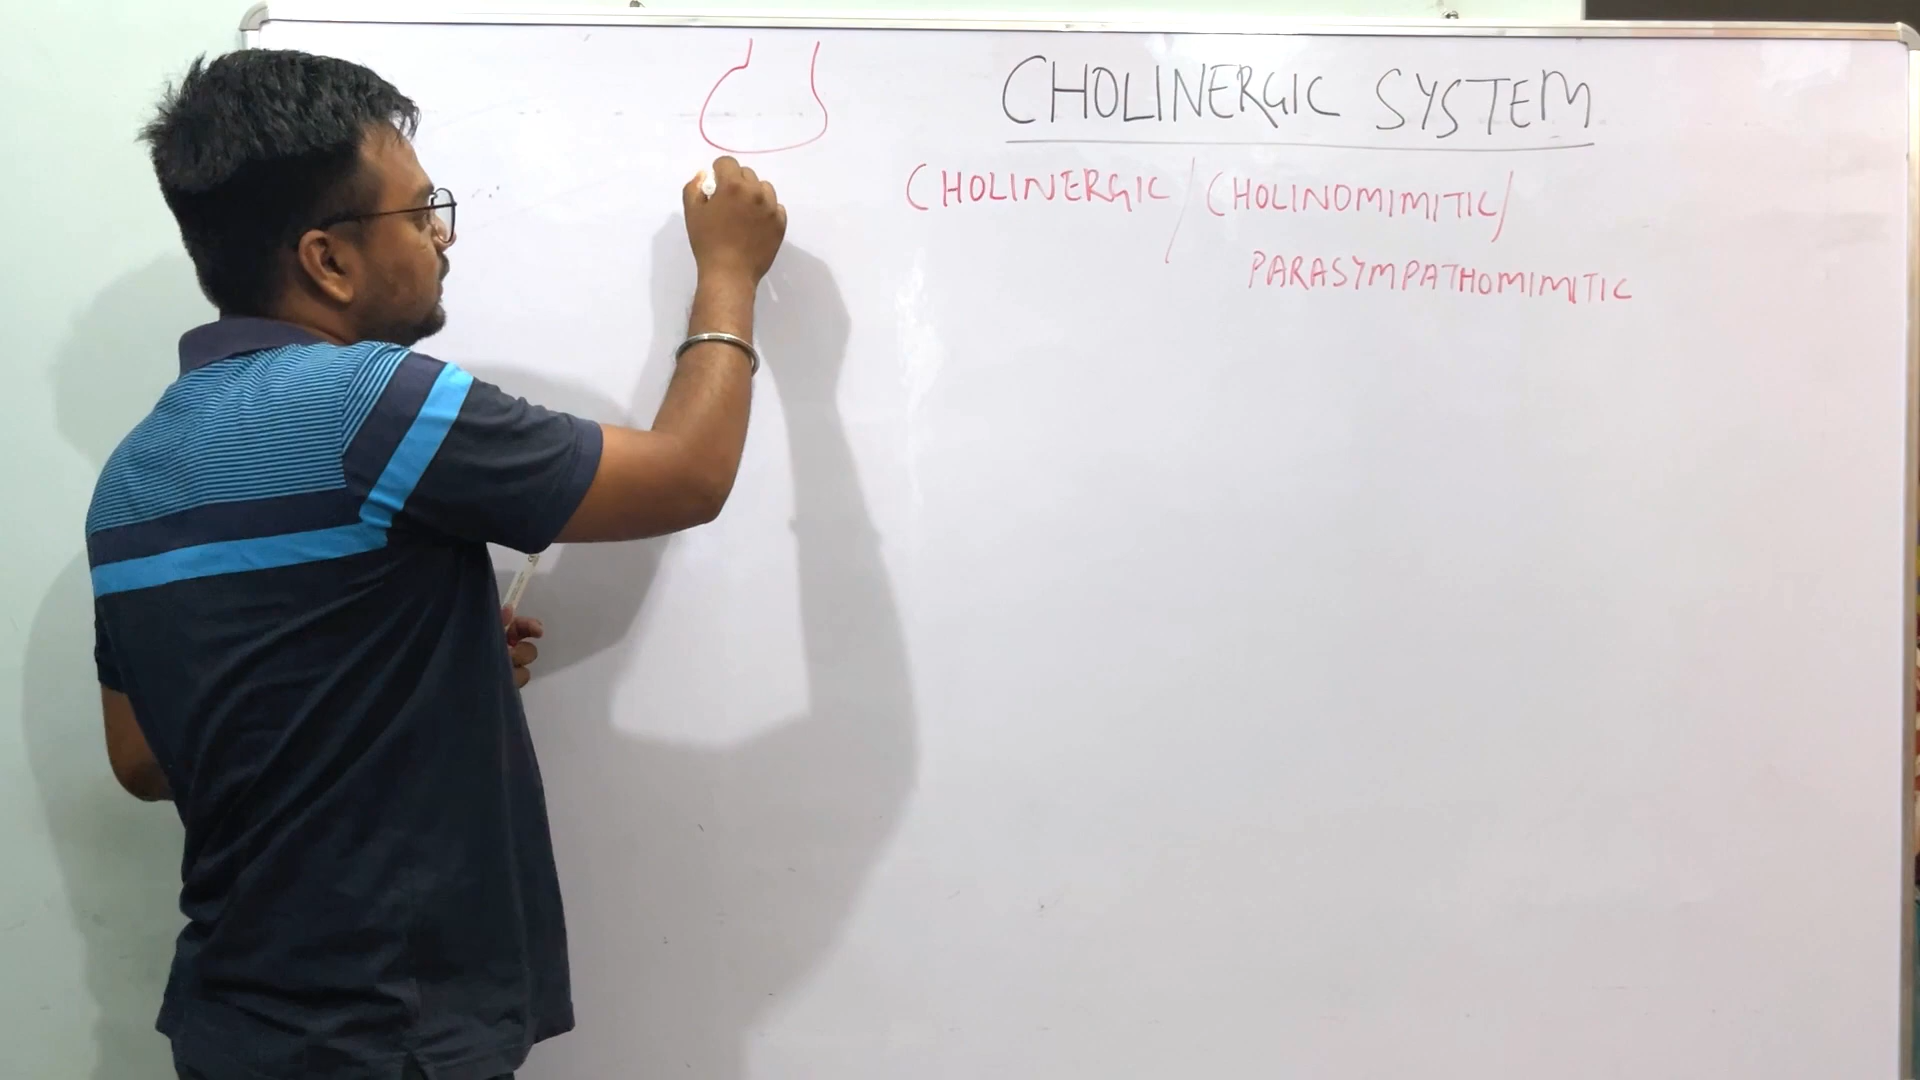 CHOLINERGIC SYSTEM
CHOLINERGIC / CHOLINOMIMITIC /
PARASYMPATHOMIMITIC